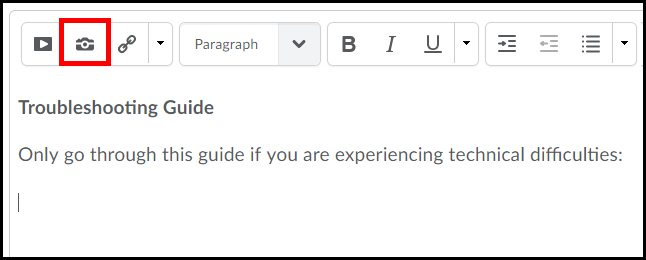 Paragraph B I U
Troubleshooting Guide
Only go through this guide if you are experiencing technical difficulties: